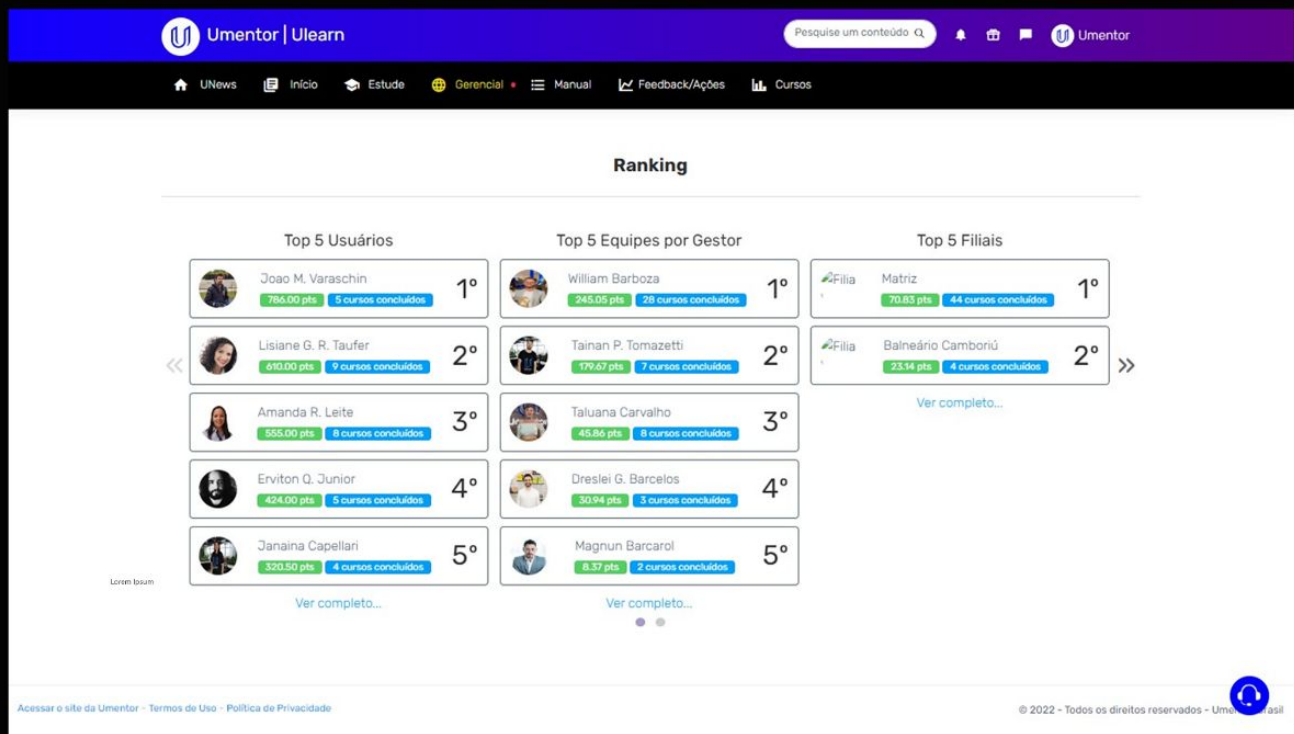 Umentor | Ulearn
Pesquise um conteúdo
Umentor
UNews
Início
Estude
Gerencial
Manual
Feedback/Ações
Cursos
Ranking
Top 5 Usuários
Joao M. Varaschin
786.00 pts 5 cursos concluídos
1º
Lisiane G. R. Taufer
610.00 pts 9 cursos concluídos
2º
Amanda R. Leite
555.00 pts 8 cursos concluídos
3º
Erviton Q. Junior
424.00 pts 5 cursos concluídos
4º
Janaina Capellari
320.50 pts 4 cursos concluídos
5º
Ver completo...
Top 5 Equipes por Gestor
William Barboza
245.05 pts 28 cursos concluídos
1º
Tainan P. Tomazetti
179.67 pts 7 cursos concluídos
2º
Taluana Carvalho
45.86 pts 8 cursos concluídos
3º
Dreslei G. Barcelos
30.94 pts 3 cursos concluídos
4º
Magnun Barcarol
8.37 pts 2 cursos concluídos
5º
Ver completo...
Top 5 Filiais
Filia
Matriz
70.83 pts 44 cursos concluídos
1º
Filia
Balneário Camboriú
23.14 pts 4 cursos concluídos
2º
Ver completo...
Lorem Ipsum
Acessar o site da Umentor - Termos de Uso - Política de Privacidade
© 2022 - Todos os direitos reservados -